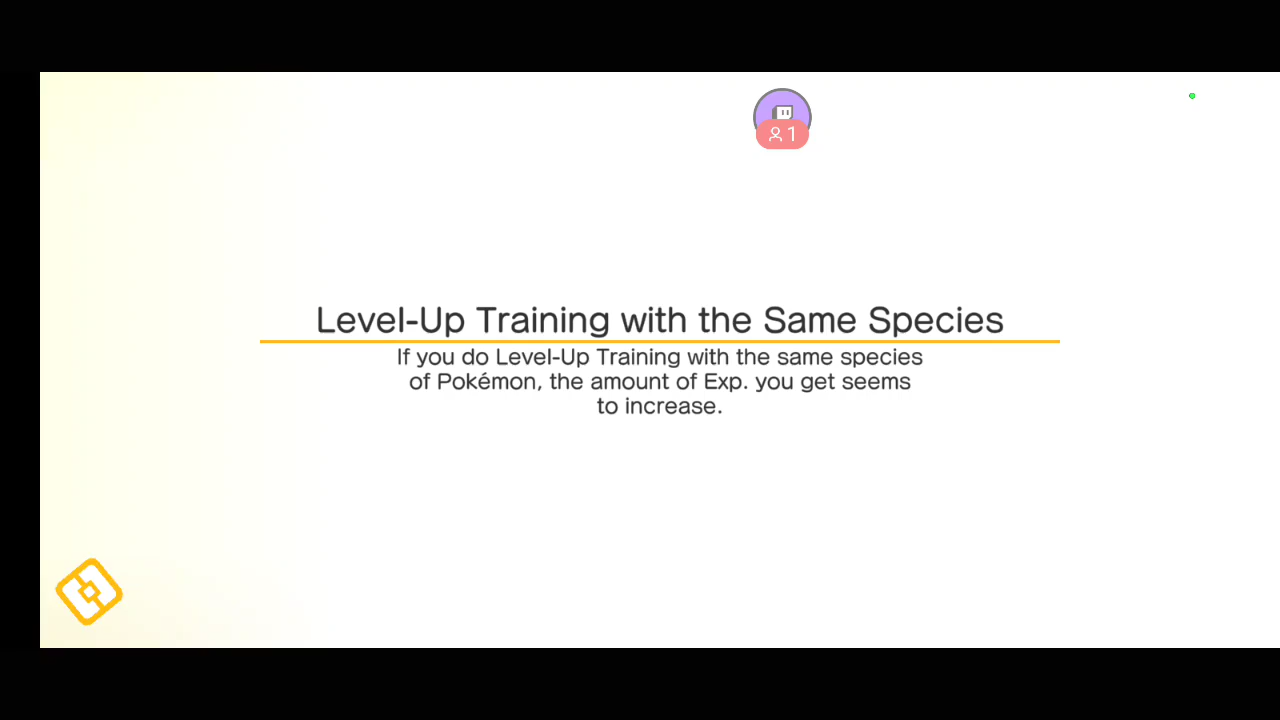 1
Level-Up Training with the Same Species
If you do Level-Up Training with the same species
of Pokémon, the amount of Exp. you get seems
to increase.